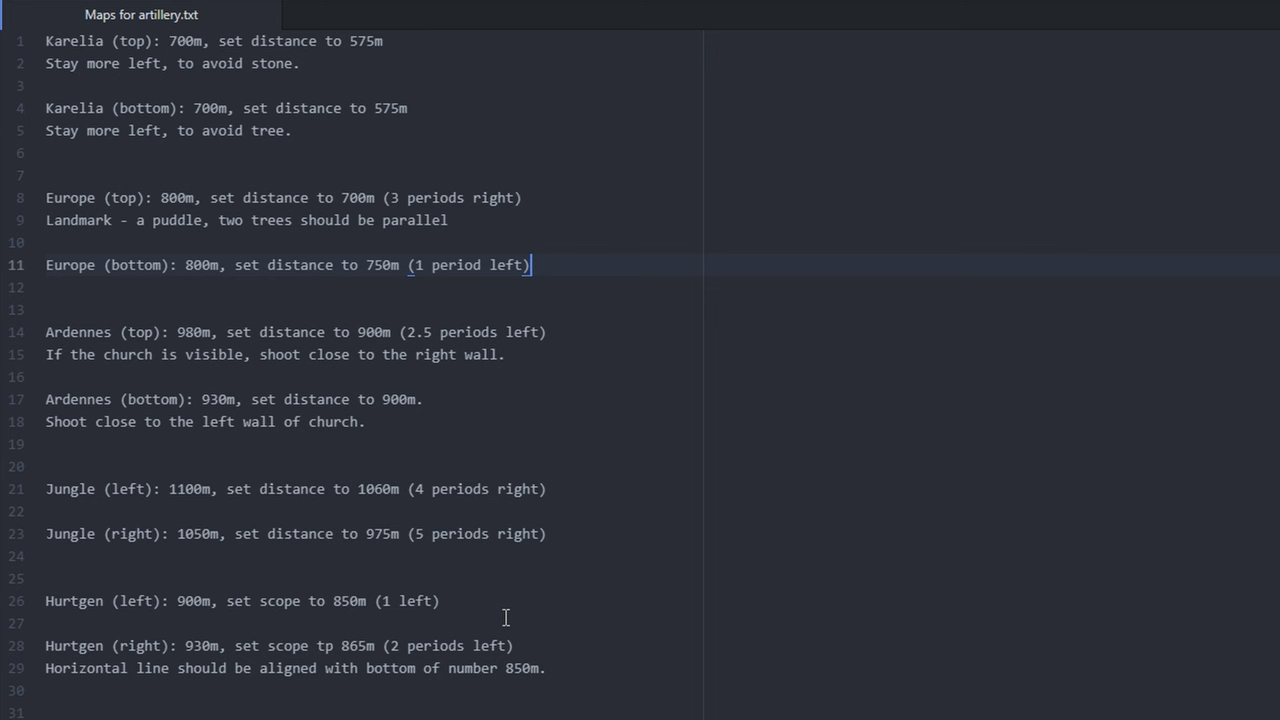 Maps for artillery.txt
1 Karelia (top): 700m, set distance to 575m
2 Stay more left, to avoid stone.
3
4 Karelia (bottom): 700m, set distance to 575m
5 Stay more left, to avoid tree.
6
7
8 Europe (top): 800m, set distance to 700m (3 periods right)
9 Landmark - a puddle, two trees should be parallel
10
11 Europe (bottom): 800m, set distance to 750m (1 period left)
12
13
14 Ardennes (top): 980m, set distance to 900m (2.5 periods left)
15 If the church is visible, shoot close to the right wall.
16
17 Ardennes (bottom): 930m, set distance to 900m.
18 Shoot close to the left wall of church.
19
20
21 Jungle (left): 1100m, set distance to 1060m (4 periods right)
22
23 Jungle (right): 1050m, set distance to 975m (5 periods right)
24
25
26 Hurtgen (left): 900m, set scope to 850m (1 left)
27
28 Hurtgen (right): 930m, set scope tp 865m (2 periods left)
29 Horizontal line should be aligned with bottom of number 850m.
30
31